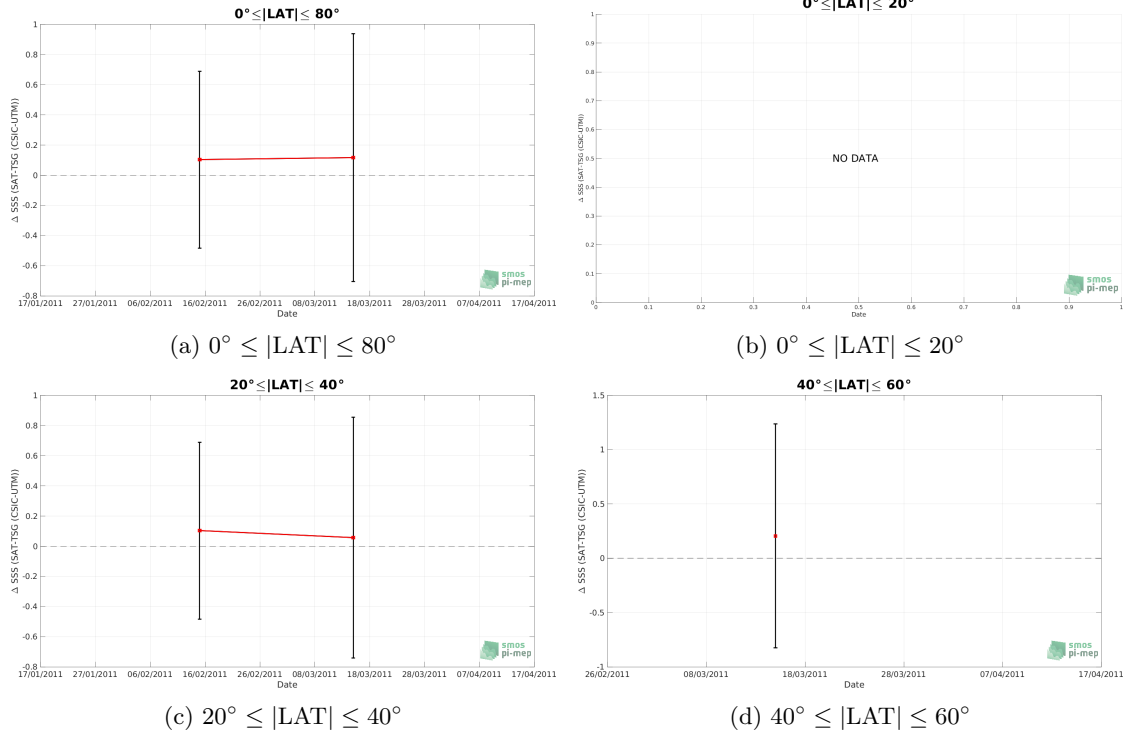 0°≤|LAT|≤ 80°
1
0.8
0.6
0.4
0.2
0
-0.2
-0.4
-0.6
-0.8
Δ SSS (SAT-TSG (CSIC-UTM))
17/01/2011 27/01/2011 06/02/2011 16/02/2011 26/02/2011 08/03/2011 18/03/2011 28/03/2011 07/04/2011 17/04/2011
Date
smos
pi-mep
(a) 0° ≤ |LAT| ≤ 80°
0°≤|LAT|≤ 20°
1
0.9
0.8
0.7
0.6
0.5
0.4
0.3
0.2
0.1
0
Δ SSS (SAT-TSG (CSIC-UTM))
NO DATA
0 0.1 0.2 0.3 0.4 0.5 0.6 0.7 0.8 0.9 1
Date
smos
pi-mep
(b) 0° ≤ |LAT| ≤ 20°
20°≤|LAT|≤ 40°
1
0.8
0.6
0.4
0.2
0
-0.2
-0.4
-0.6
-0.8
Δ SSS (SAT-TSG (CSIC-UTM))
17/01/2011 27/01/2011 06/02/2011 16/02/2011 26/02/2011 08/03/2011 18/03/2011 28/03/2011 07/04/2011 17/04/2011
Date
smos
pi-mep
(c) 20° ≤ |LAT| ≤ 40°
40°≤|LAT|≤ 60°
1.5
1
0.5
0
-0.5
-1
Δ SSS (SAT-TSG (CSIC-UTM))
26/02/2011 08/03/2011 18/03/2011 28/03/2011 07/04/2011 17/04/2011
Date
smos
pi-mep
(d) 40° ≤ |LAT| ≤ 60°